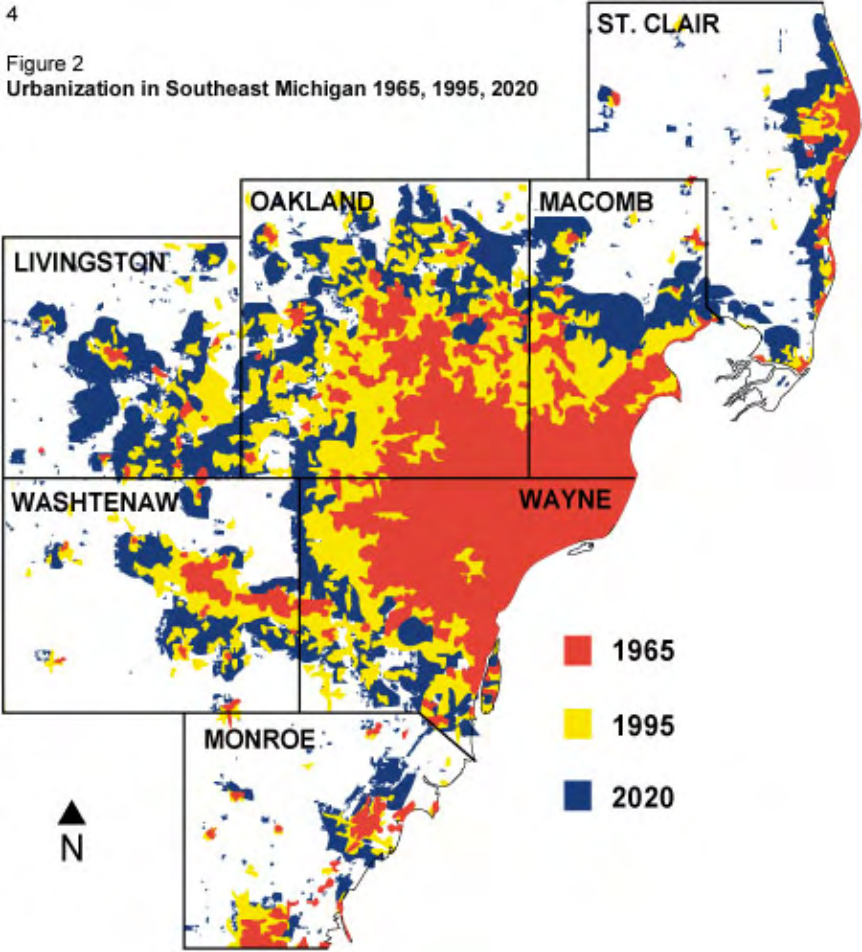 4
Figure 2
Urbanization in Southeast Michigan 1965, 1995, 2020
ST. CLAIR
OAKLAND
MACOMB
LIVINGSTON
WASHTENAW
WAYNE
1965
1995
MONROE
2020
N